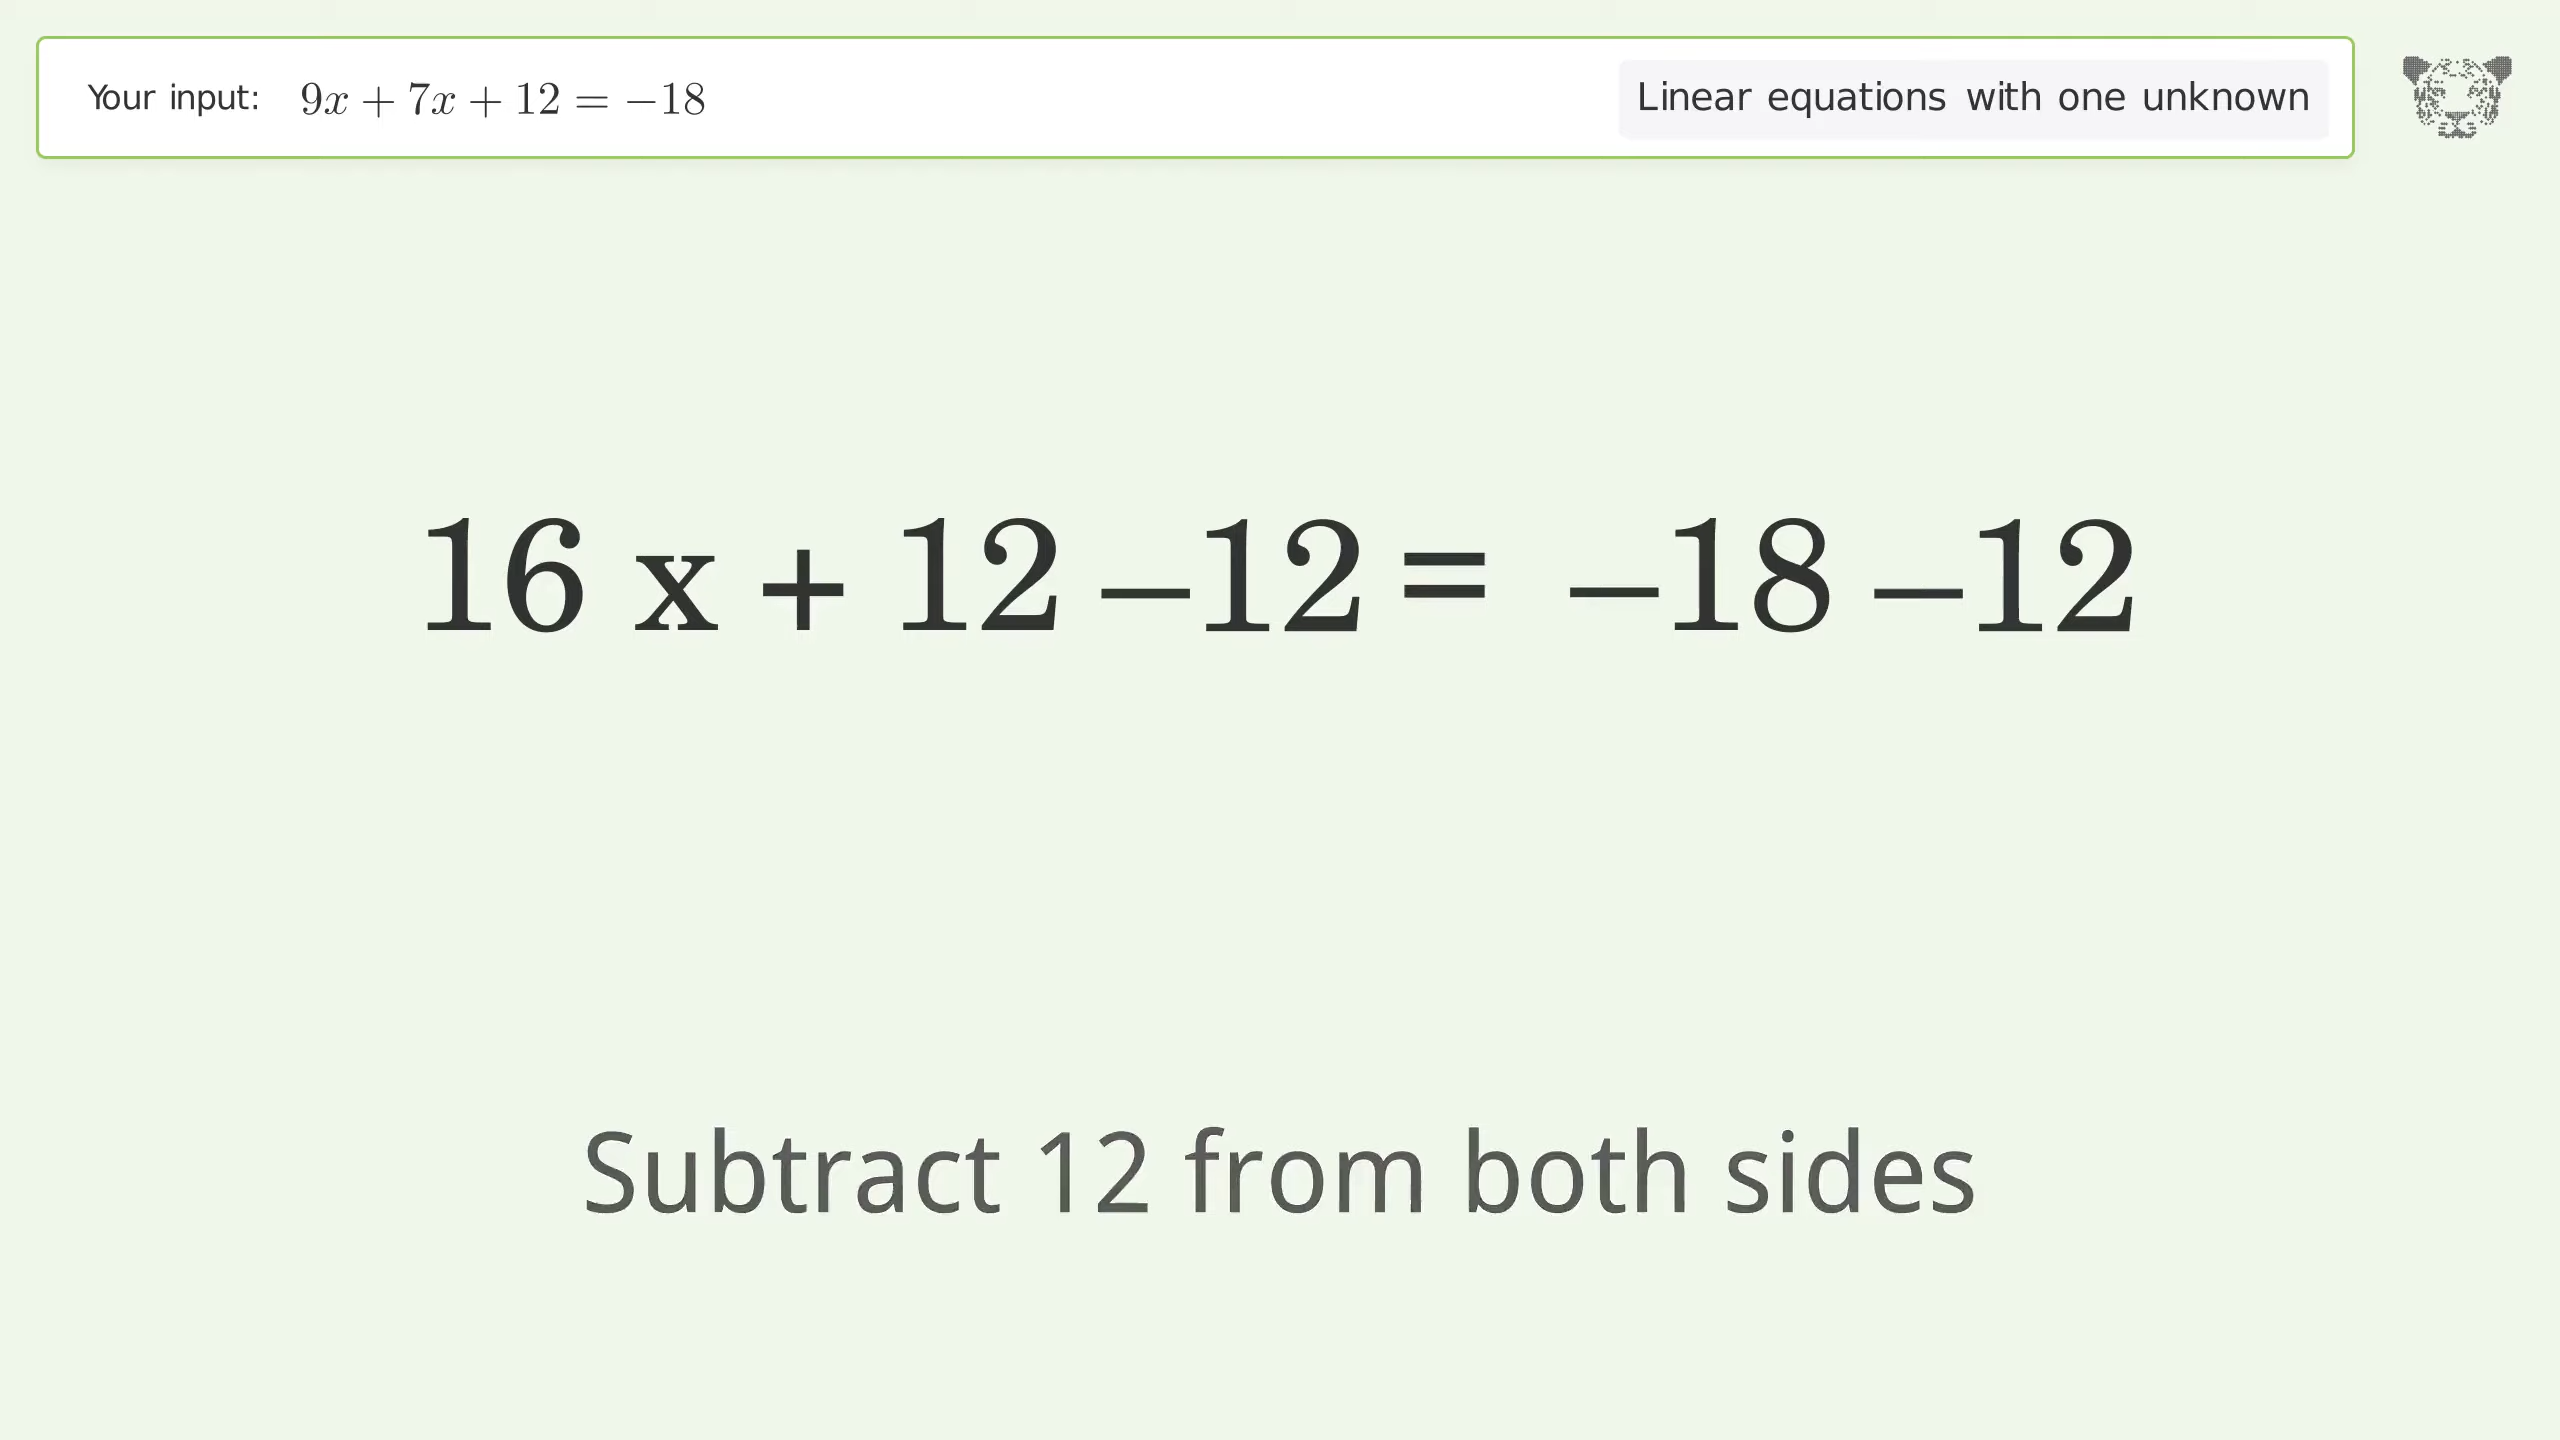 Your input: 9x + 7x + 12 = −18 Linear equations with one unknown
16 x + 12 −12 = −18 −12
Subtract 12 from both sides